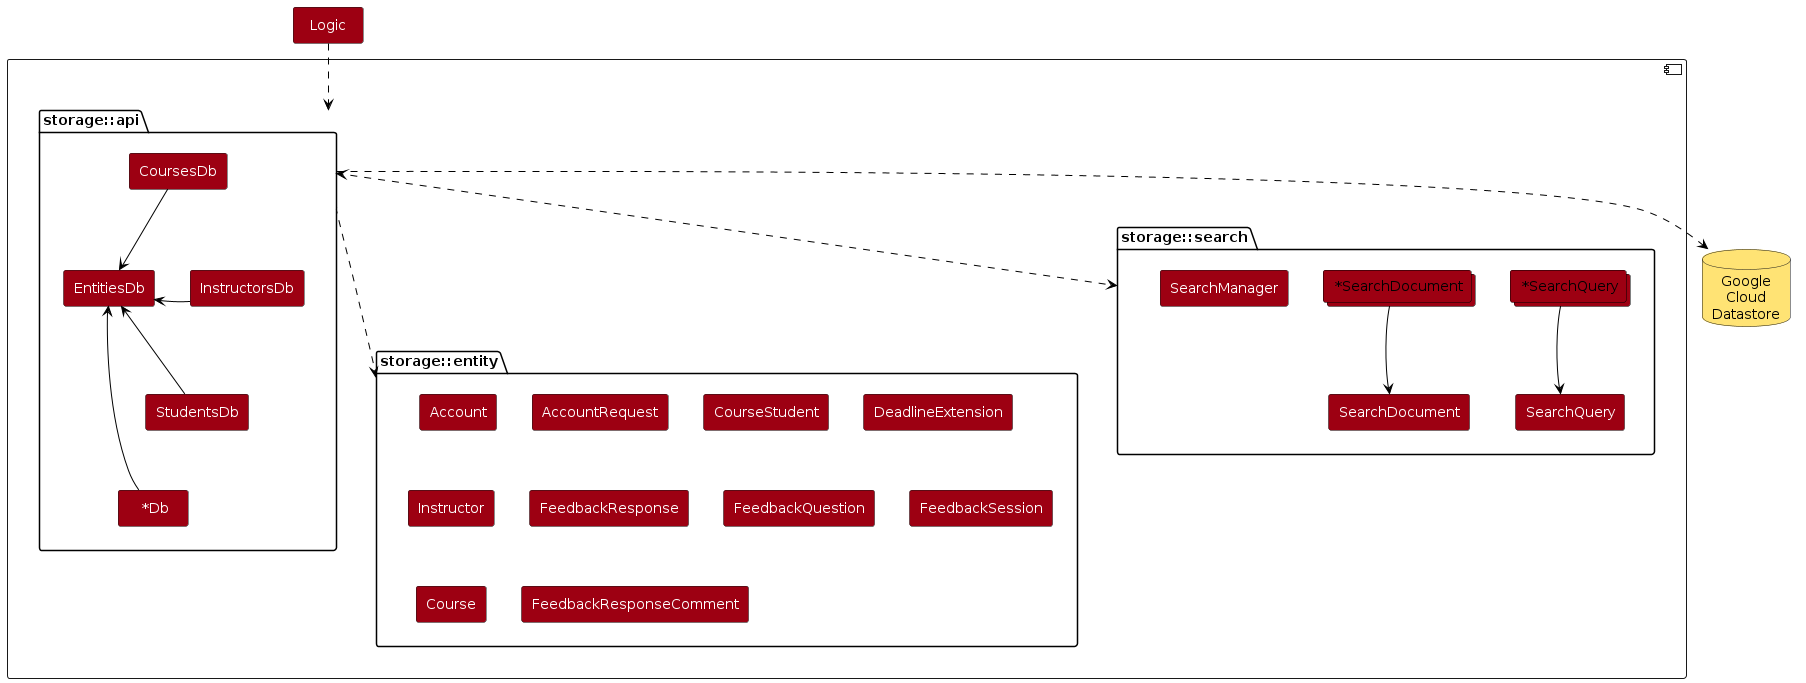 Logic
storage::api
CoursesDb
EntitiesDb
InstructorsDb
StudentsDb
*Db
storage::search
SearchManager
*SearchDocument
*SearchQuery
SearchDocument
SearchQuery
Google
Cloud
Datastore
storage::entity
Account
AccountRequest
CourseStudent
DeadlineExtension
Instructor
FeedbackResponse
FeedbackQuestion
FeedbackSession
Course
FeedbackResponseComment